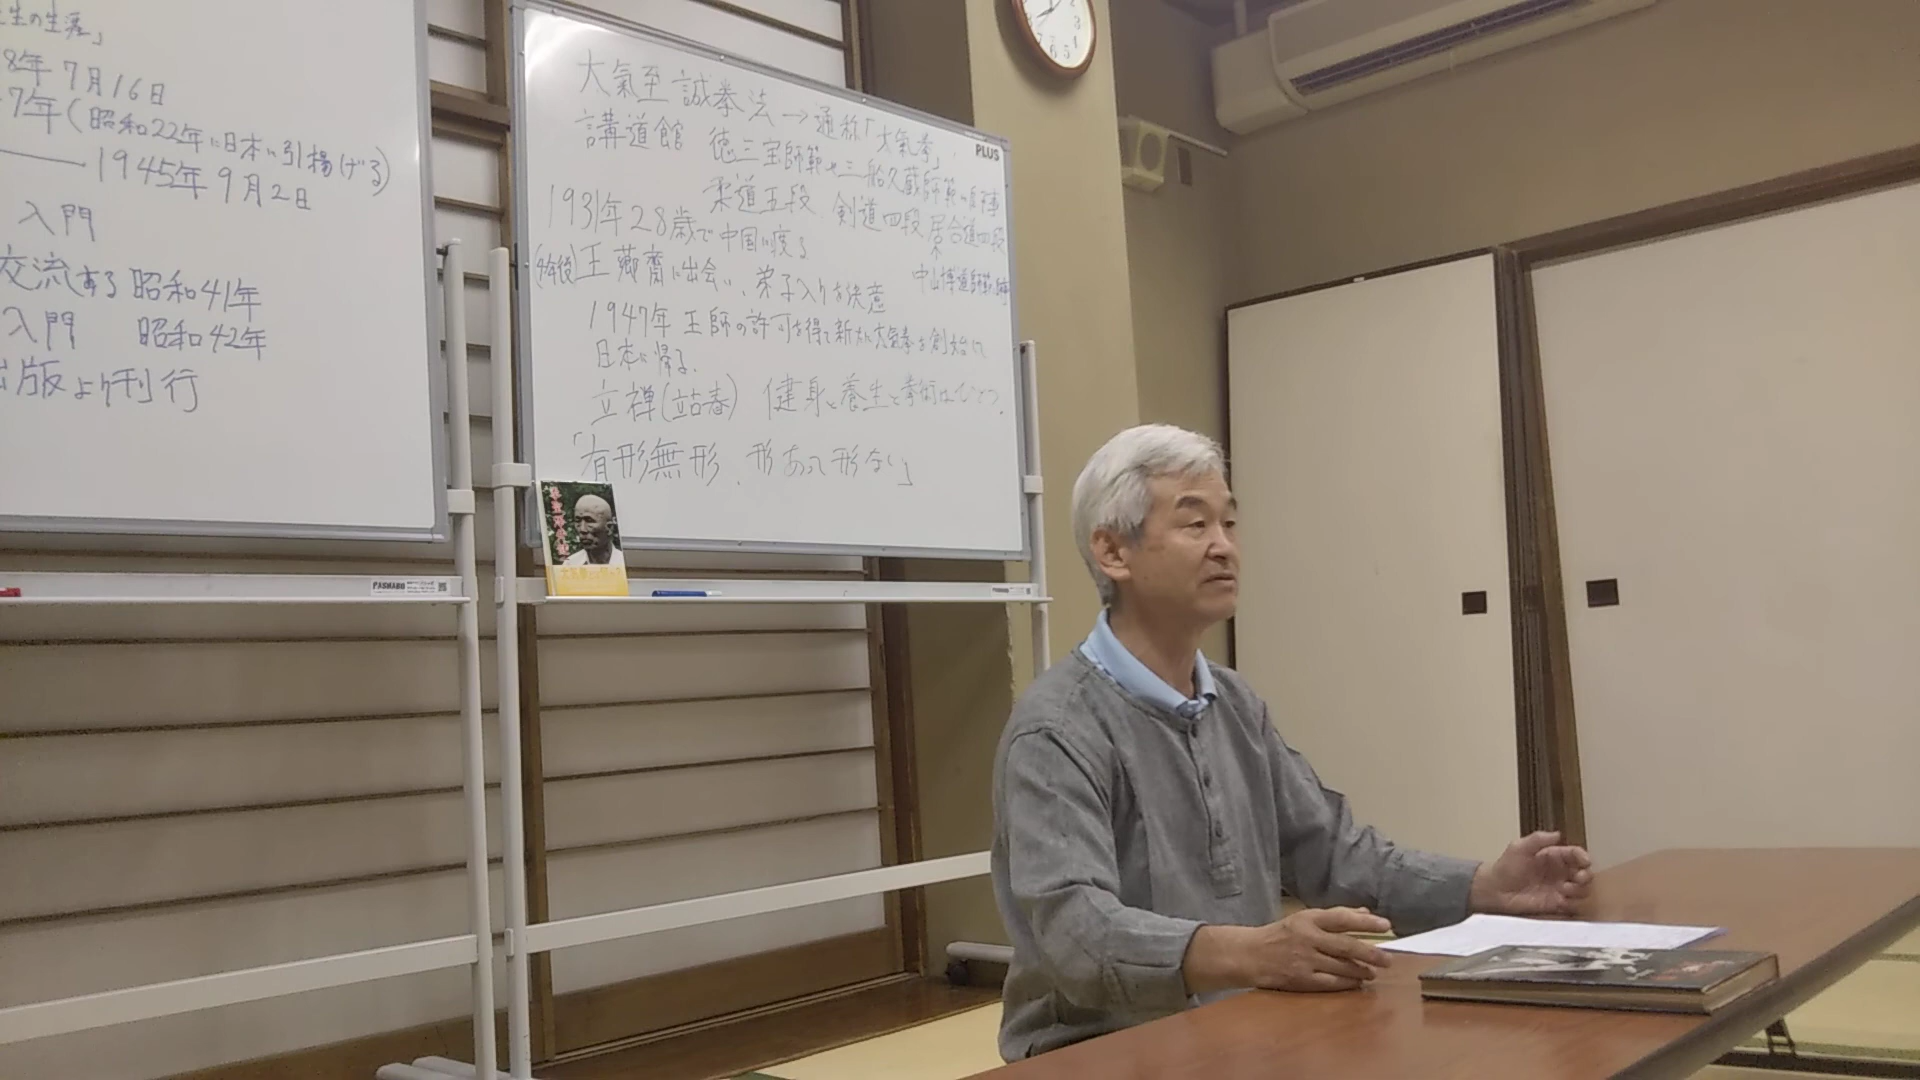 生の生涯」
8年 7月16日
7年(昭和22年に日本に引揚げる)
1945年9月2日
入門
交流ある 昭和41年
入門 昭和42年
出版より刊行
PASHABO
大氣至誠拳法→通称「大氣拳」
PLUS
講道館 徳三宝師範や三船久蔵師範に師事
柔道五段 剣道四段 居合道四段
中山博道師範に師事
1931年28歳で中国に渡る
王薌齋に出会い、弟子入りを決意
1947年 王師の許可を得て新たに大氣拳を創始して
日本に帰る。
立禅(站春) 健身と養生と拳術はひとつ。
「有形無形、形あって形ない」